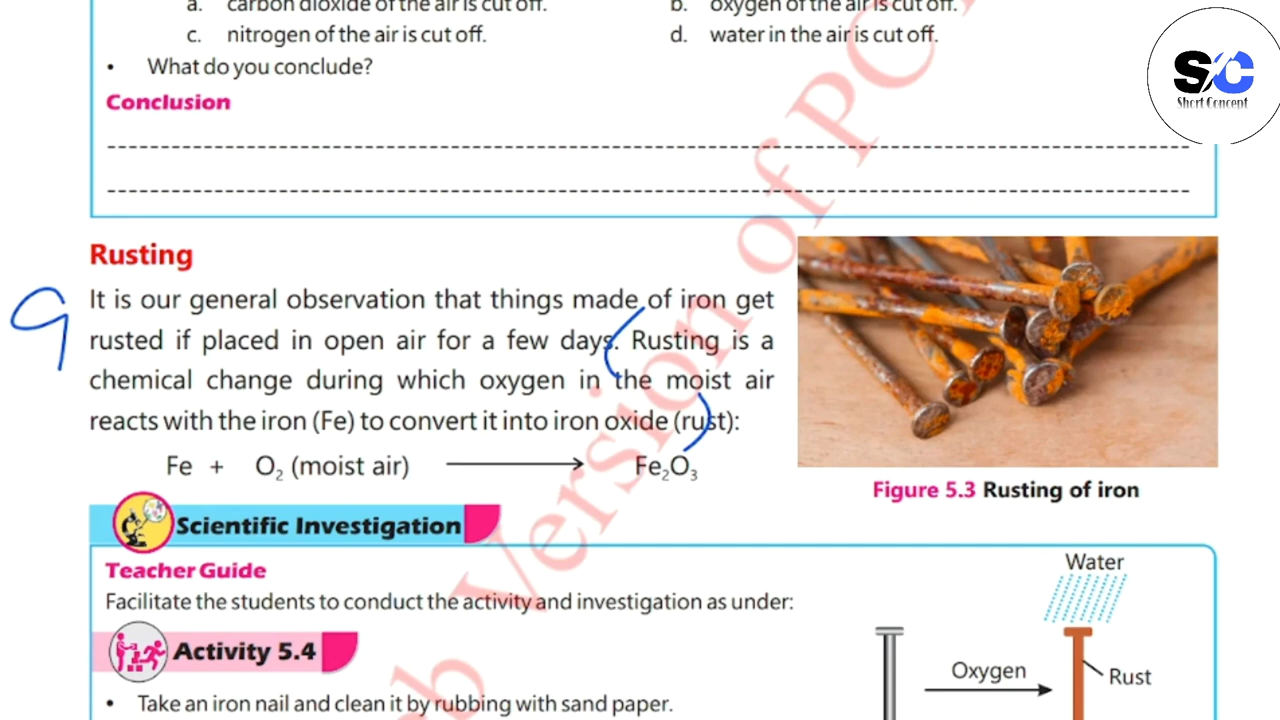 a. carbon dioxide of the air is cut off. b. oxygen of the air is cut off.
c. nitrogen of the air is cut off. d. water in the air is cut off.
• What do you conclude?
Conclusion
SC
Short Concept
Rusting
9
It is our general observation that things made of iron get
rusted if placed in open air for a few days. Rusting is a
chemical change during which oxygen in the moist air
reacts with the iron (Fe) to convert it into iron oxide (rust):
Fe + O₂ (moist air) ⟶ Fe₂O₃
Figure 5.3 Rusting of iron
Scientific Investigation
Teacher Guide
Facilitate the students to conduct the activity and investigation as under:
Activity 5.4
• Take an iron nail and clean it by rubbing with sand paper.
Water
Oxygen
Rust
Version of PC